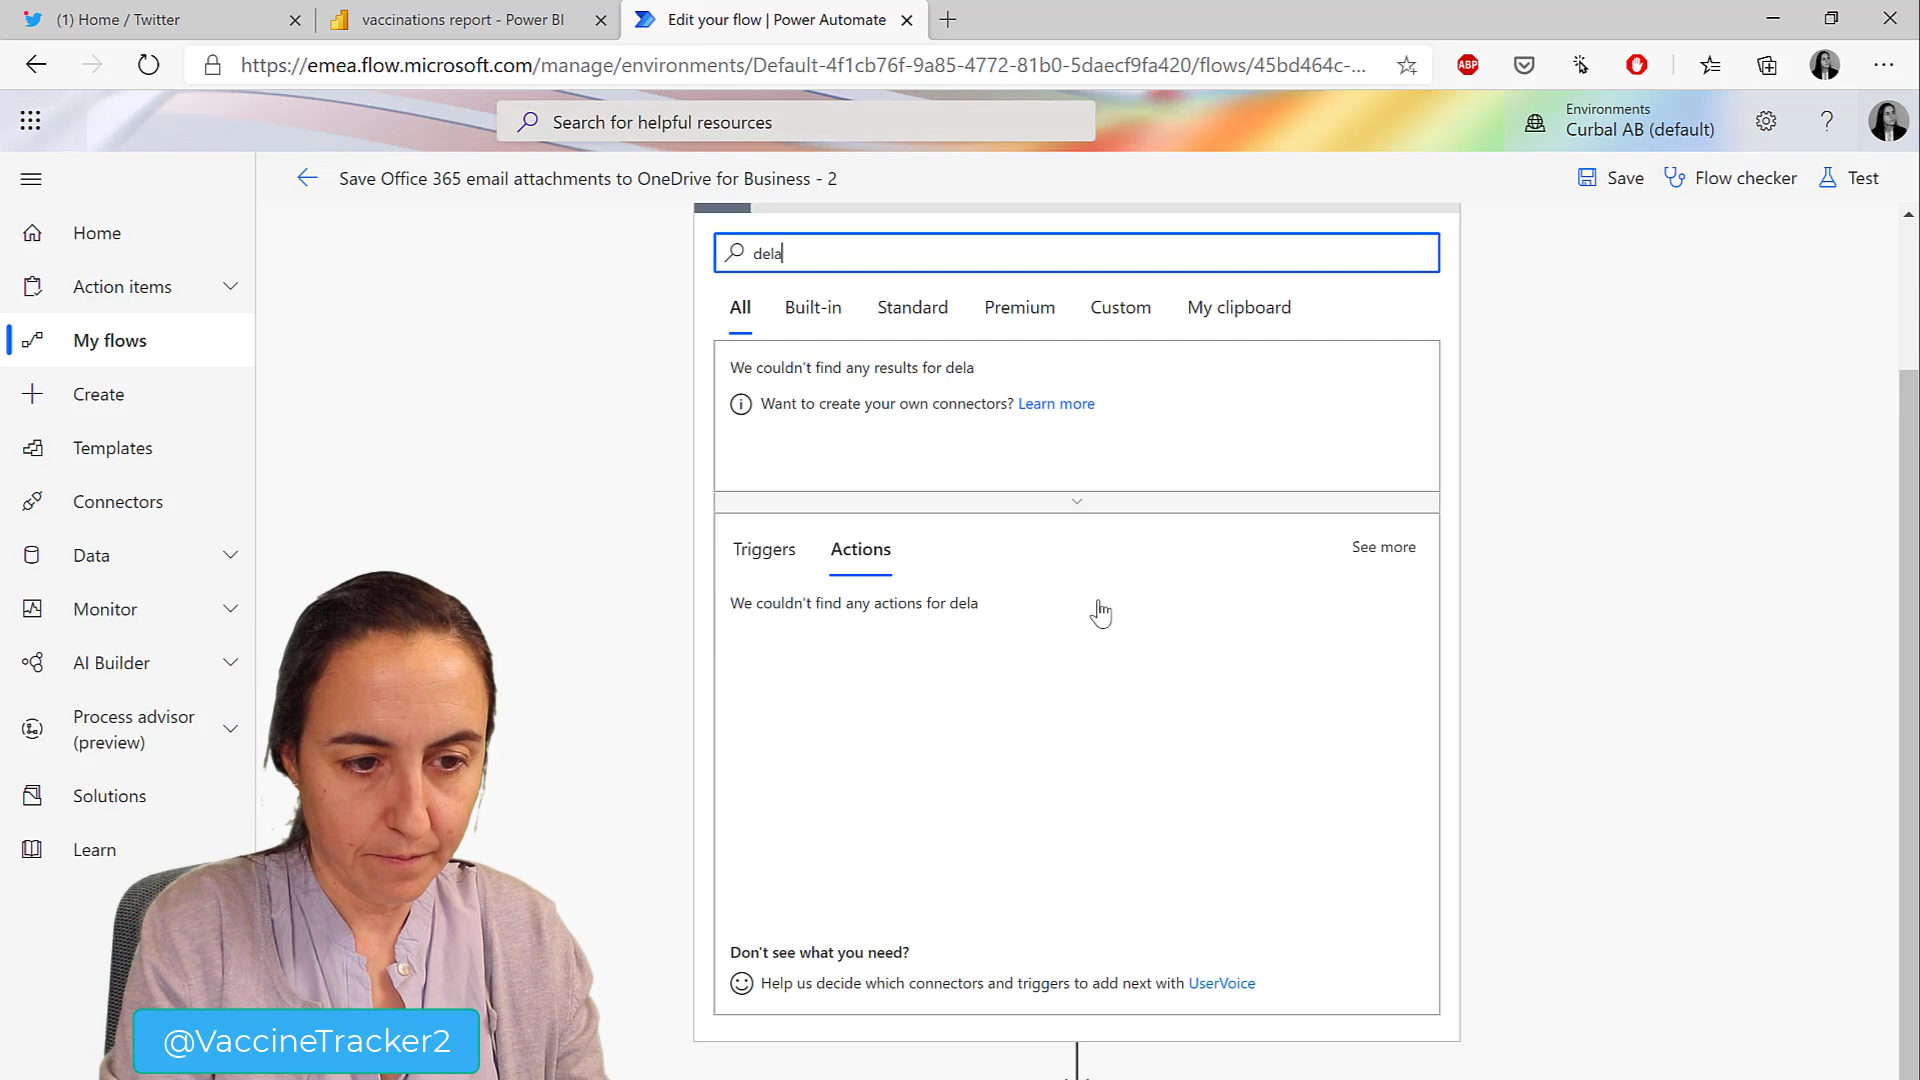 (1) Home / Twitter
vaccinations report - Power BI
Edit your flow | Power Automate
https://emea.flow.microsoft.com/manage/environments/Default-4f1cb76f-9a85-4772-81b0-5daecf9fa420/flows/45bd464c-...
ABP
Search for helpful resources
Environments
Curbal AB (default)
?
Save Office 365 email attachments to OneDrive for Business - 2
Save
Flow checker
Test
Home
Action items
My flows
Create
Templates
Connectors
Data
Monitor
AI Builder
Process advisor
(preview)
Solutions
Learn
dela
All
Built-in
Standard
Premium
Custom
My clipboard
We couldn't find any results for dela
Want to create your own connectors? Learn more
Triggers
Actions
See more
We couldn't find any actions for dela
Don't see what you need?
Help us decide which connectors and triggers to add next with UserVoice
@VaccineTracker2